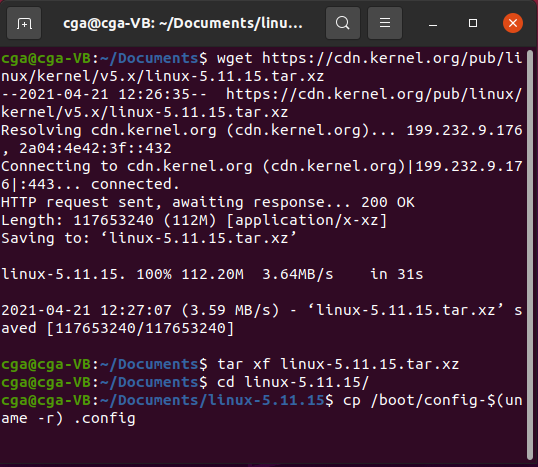 cga@cga-VB: ~/Documents/linu...
cga@cga-VB:~/Documents$ wget https://cdn.kernel.org/pub/li
nux/kernel/v5.x/linux-5.11.15.tar.xz
--2021-04-21 12:26:35--  https://cdn.kernel.org/pub/linux/
kernel/v5.x/linux-5.11.15.tar.xz
Resolving cdn.kernel.org (cdn.kernel.org)... 199.232.9.176
, 2a04:4e42:3f::432
Connecting to cdn.kernel.org (cdn.kernel.org)|199.232.9.17
6|:443... connected.
HTTP request sent, awaiting response... 200 OK
Length: 117653240 (112M) [application/x-xz]
Saving to: ‘linux-5.11.15.tar.xz’
linux-5.11.15. 100% 112.20M  3.64MB/s    in 31s
2021-04-21 12:27:07 (3.59 MB/s) - ‘linux-5.11.15.tar.xz’ s
aved [117653240/117653240]
cga@cga-VB:~/Documents$ tar xf linux-5.11.15.tar.xz
cga@cga-VB:~/Documents$ cd linux-5.11.15/
cga@cga-VB:~/Documents/linux-5.11.15$ cp /boot/config-$(un
ame -r) .config